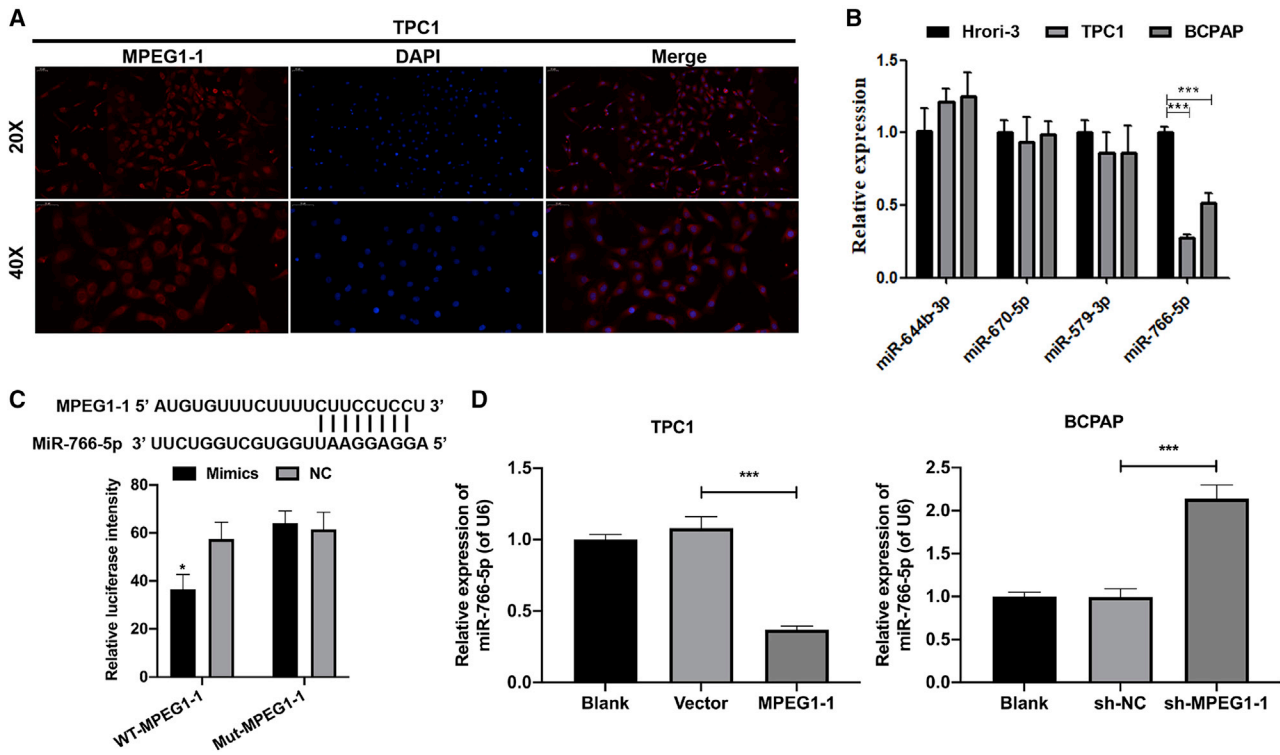 A
TPC1
MPEG1-1 DAPI Merge
20X
40X
B
Hrori-3 TPC1 BCPAP
Relative expression
1.5
1.0
0.5
0.0
***
***
miR-644b-3p
miR-670-5p
miR-579-3p
miR-766-5p
C
MPEG1-1 5' AUGUGUUUCUUUUCUUCCUCCU 3'
MiR-766-5p 3' UUCUGGUCGUGGUUAAGGAGGA 5'
Mimics NC
Relative luciferase intensity
80
60
40
20
0
*
WT-MPEG1-1
Mut-MPEG1-1
D
TPC1
Relative expression of
miR-766-5p (of U6)
1.5
1.0
0.5
0.0
***
Blank Vector MPEG1-1
BCPAP
Relative expression of
miR-766-5p (of U6)
2.5
2.0
1.5
1.0
0.5
0.0
***
Blank sh-NC sh-MPEG1-1